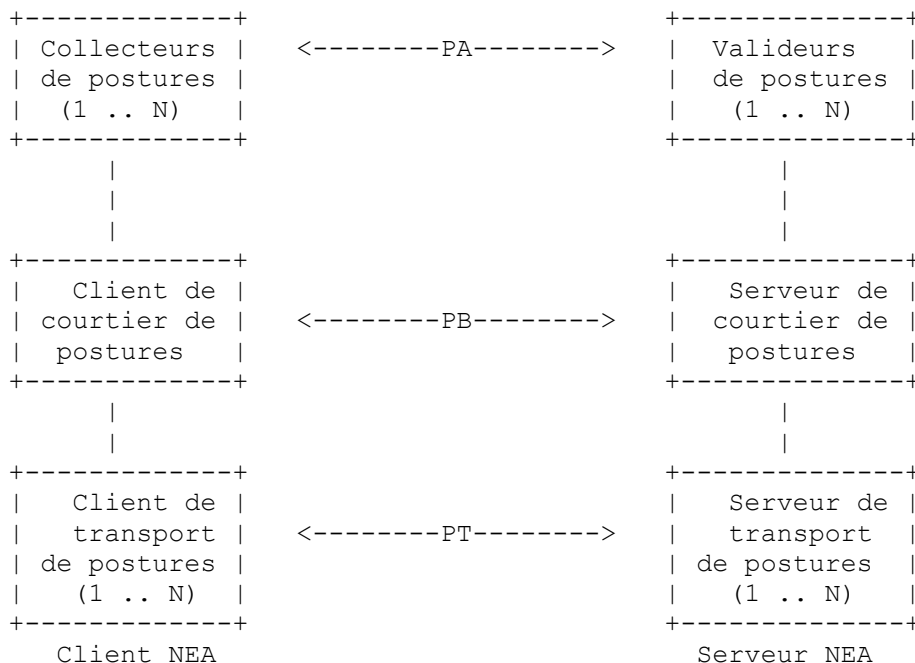 +-------------+ +-------------+
| Collecteurs | <--------PA--------> | Valideurs |
| de postures | | de postures |
| (1 .. N) | | (1 .. N) |
+-------------+ +-------------+
| |
| |
| |
+-------------+ +-------------+
| Client de | | Serveur de |
| courtier de | <--------PB--------> | courtier de |
| postures | | postures |
+-------------+ +-------------+
| |
| |
+-------------+ +-------------+
| Client de | | Serveur de |
| transport | <--------PT--------> | transport |
| de postures | | de postures |
| (1 .. N) | | (1 .. N) |
+-------------+ +-------------+
Client NEA Serveur NEA